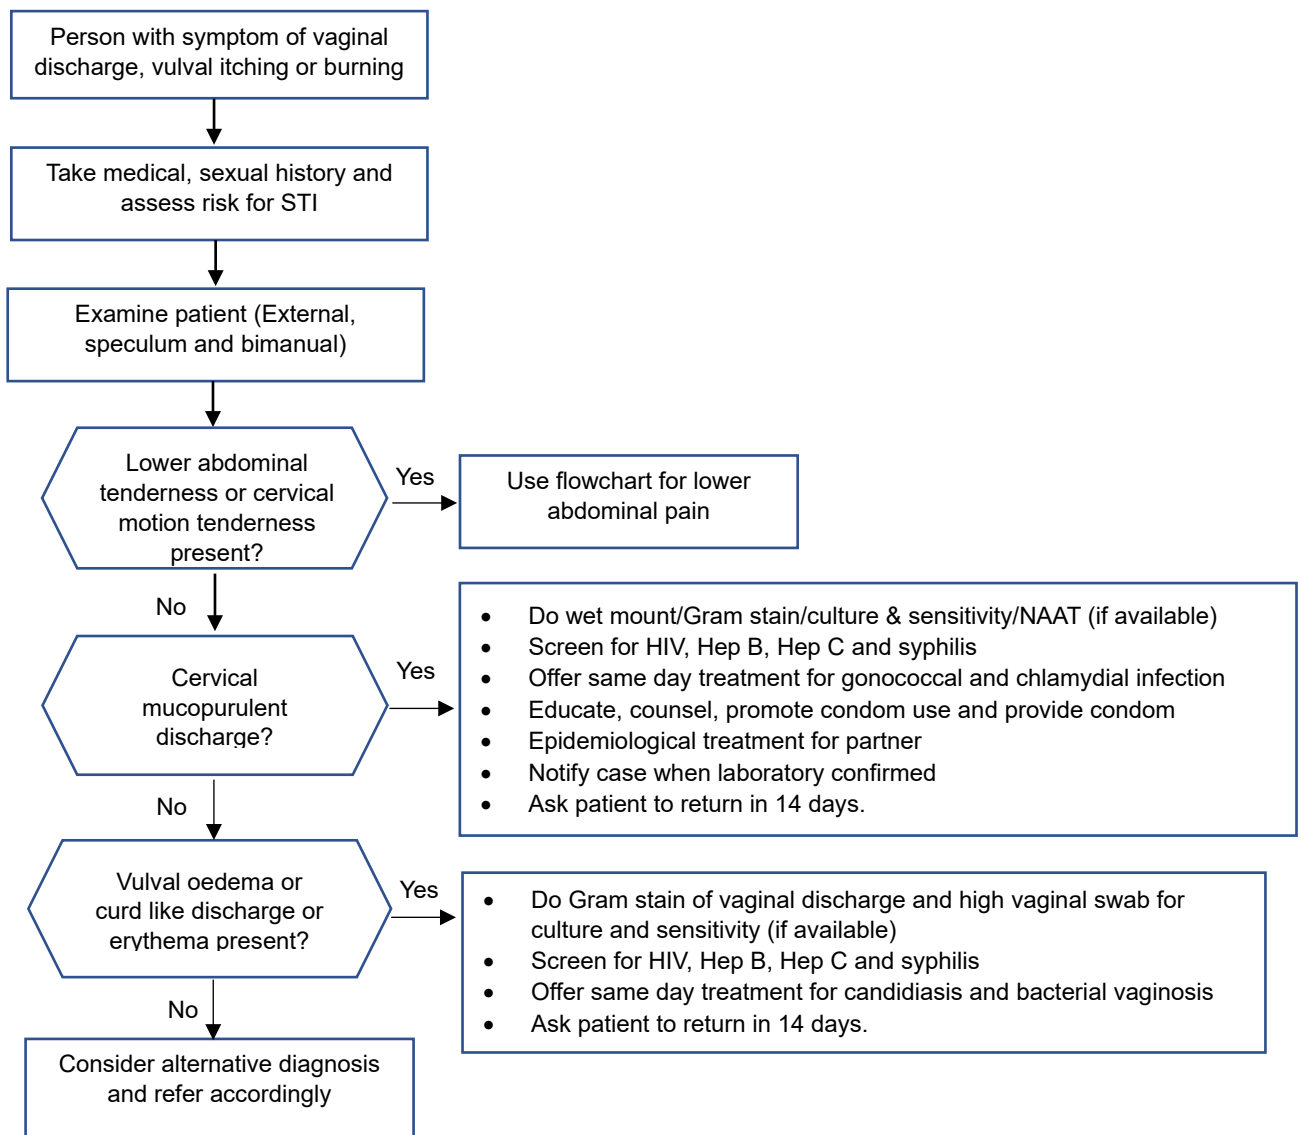 Person with symptom of vaginal
discharge, vulval itching or burning
Take medical, sexual history and
assess risk for STI
Examine patient (External,
speculum and bimanual)
Lower abdominal
tenderness or cervical
motion tenderness
present?
Yes
Use flowchart for lower
abdominal pain
No
Cervical
mucopurulent
discharge?
Yes
• Do wet mount/Gram stain/culture & sensitivity/NAAT (if available)
• Screen for HIV, Hep B, Hep C and syphilis
• Offer same day treatment for gonococcal and chlamydial infection
• Educate, counsel, promote condom use and provide condom
• Epidemiological treatment for partner
• Notify case when laboratory confirmed
• Ask patient to return in 14 days.
No
Vulval oedema or
curd like discharge or
erythema present?
Yes
• Do Gram stain of vaginal discharge and high vaginal swab for
culture and sensitivity (if available)
• Screen for HIV, Hep B, Hep C and syphilis
• Offer same day treatment for candidiasis and bacterial vaginosis
• Ask patient to return in 14 days.
No
Consider alternative diagnosis
and refer accordingly